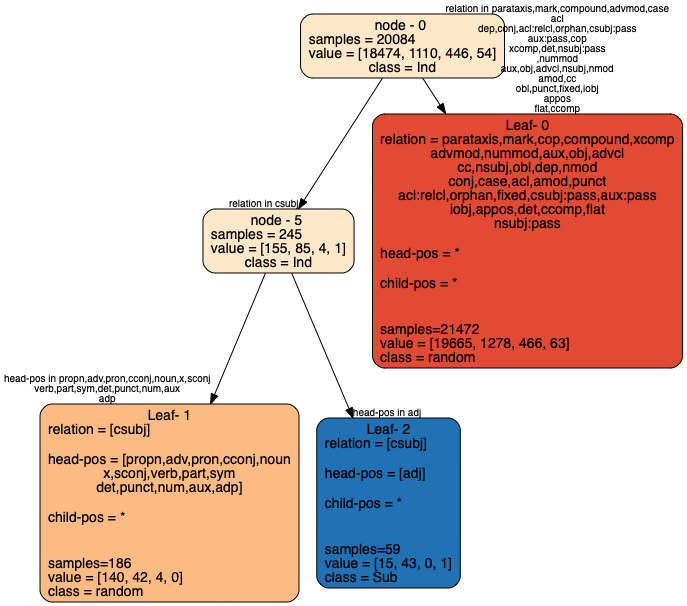 relation in parataxis,mark,compound,advmod,case
acl
dep,conj,acl:relcl,orphan,csubj:pass
aux:pass,cop
xcomp,det,nsubj:pass
,nummod
aux,obj,advcl,nsubj,nmod
amod,cc
obl,punct,fixed,iobj
appos
flat,ccomp
node - 0
samples = 20084
value = [18474, 1110, 446, 54]
class = Ind
Leaf- 0
relation = parataxis,mark,cop,compound,xcomp
advmod,nummod,aux,obj,advcl
cc,nsubj,obl,dep,nmod
conj,case,acl,amod,punct
acl:relcl,orphan,fixed,csubj:pass,aux:pass
iobj,appos,det,ccomp,flat
nsubj:pass
head-pos = *
child-pos = *
samples=21472
value = [19665, 1278, 466, 63]
class = random
relation in csubj
node - 5
samples = 245
value = [155, 85, 4, 1]
class = Ind
head-pos in propn,adv,pron,cconj,noun,x,sconj
verb,part,sym,det,punct,num,aux
adp
Leaf- 1
relation = [csubj]
head-pos = [propn,adv,pron,cconj,noun
x,sconj,verb,part,sym
det,punct,num,aux,adp]
child-pos = *
samples=186
value = [140, 42, 4, 0]
class = random
head-pos in adj
Leaf- 2
relation = [csubj]
head-pos = [adj]
child-pos = *
samples=59
value = [15, 43, 0, 1]
class = Sub